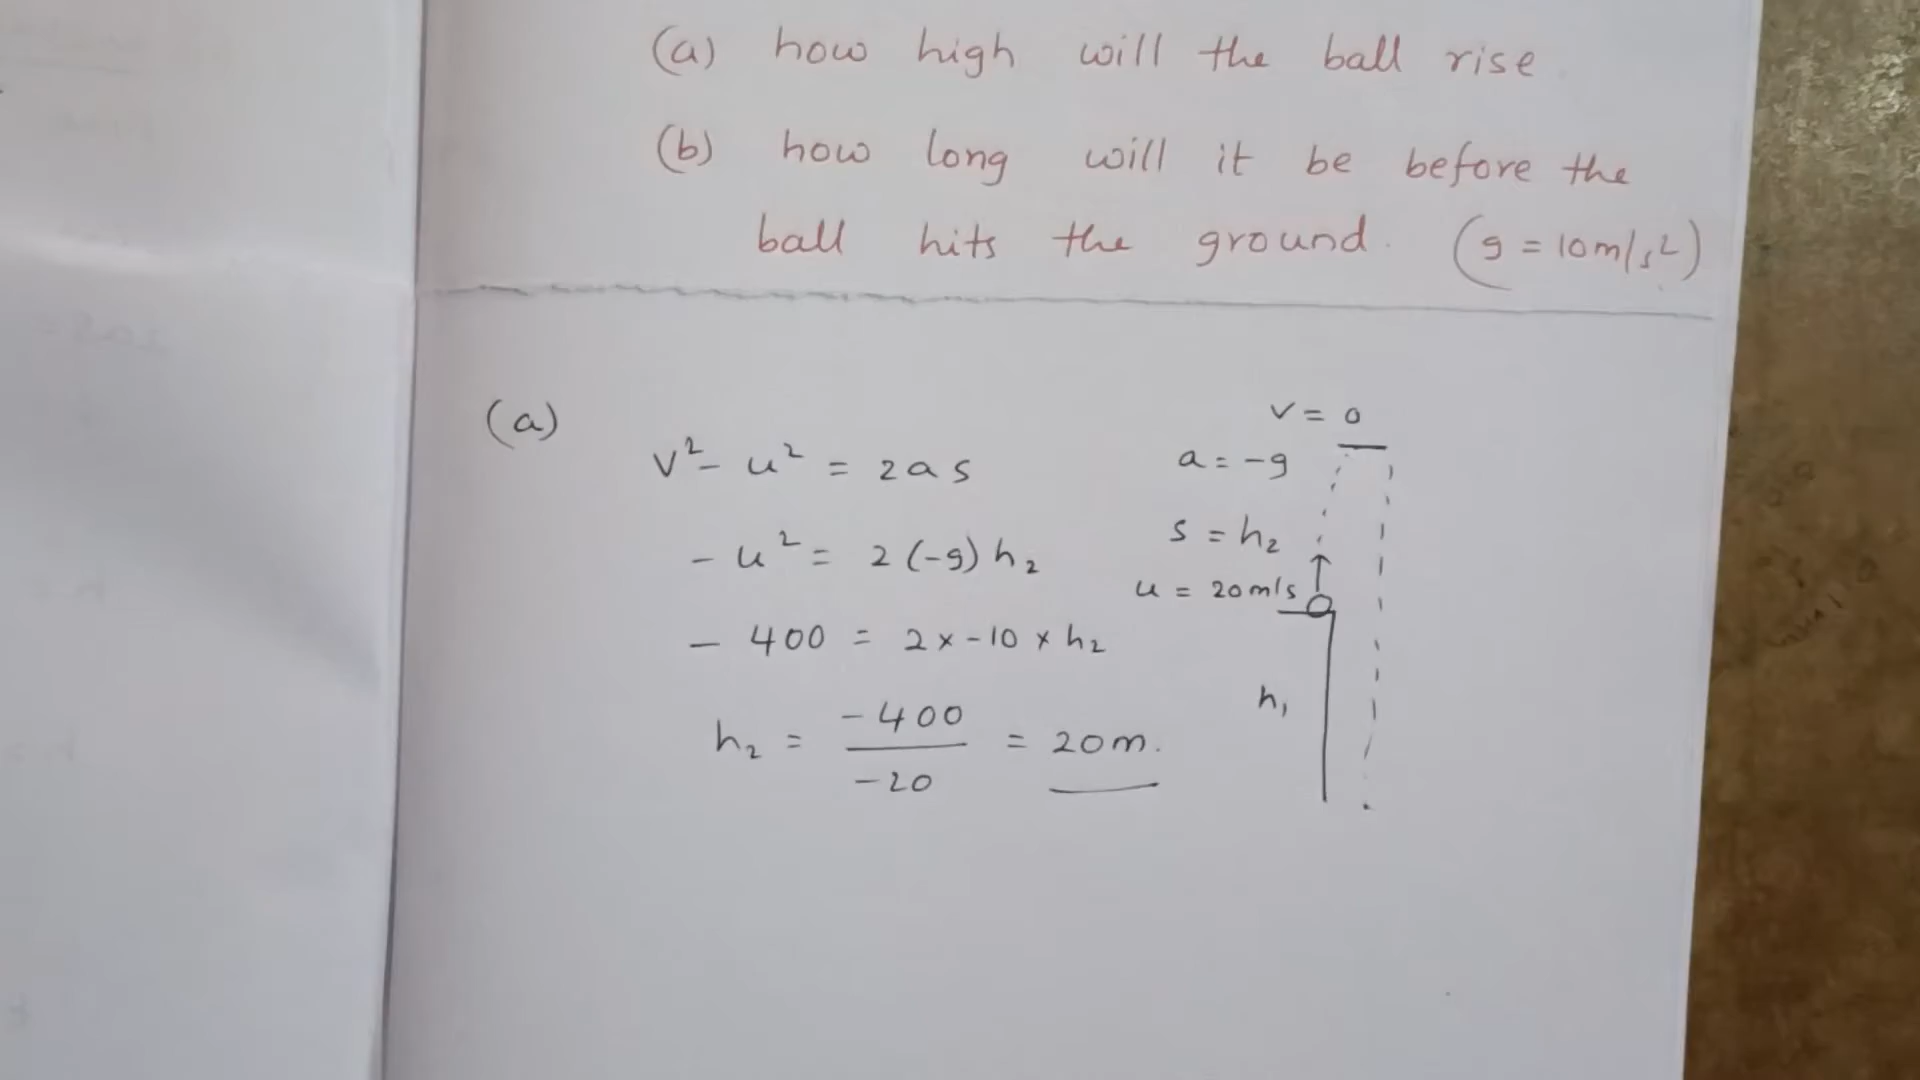 (a) how high will the ball rise
(b) how long will it be before the
ball hits the ground. (g = 10m/s²)
(a)
v² - u² = 2as
- u² = 2(-g)h₂
- 400 = 2 x -10 x h₂
h₂ = -400/-20 = 20m.
v = 0
a = -g
s = h₂
u = 20m/s
h₁